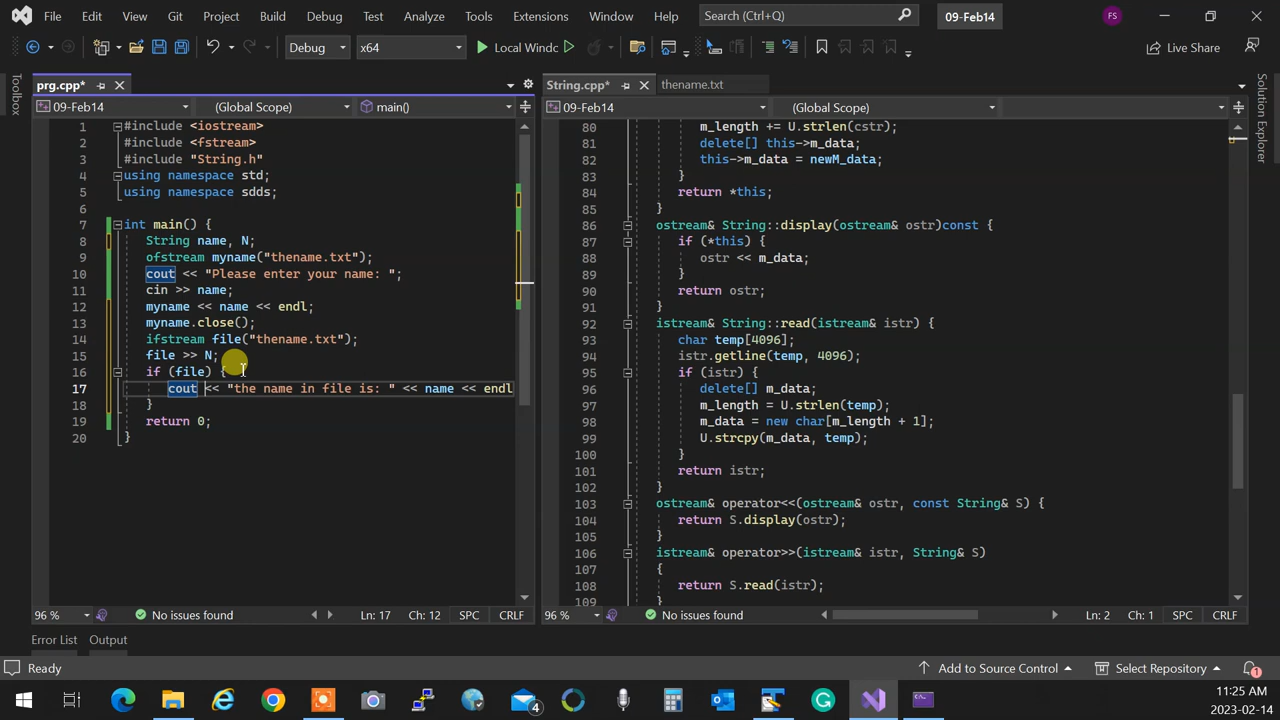 File Edit View Git Project Build Debug Test Analyze Tools Extensions Window Help Search (Ctrl+Q) 09-Feb14 FS
Debug x64 Local Windc Live Share
Toolbox
prg.cpp*
09-Feb14 (Global Scope) main()
1 #include <iostream>
2 #include <fstream>
3 #include "String.h"
4 using namespace std;
5 using namespace sdds;
6
7 int main() {
8 String name, N;
9 ofstream myname("thename.txt");
10 cout << "Please enter your name: ";
11 cin >> name;
12 myname << name << endl;
13 myname.close();
14 ifstream file("thename.txt");
15 file >> N;
16 if (file) {
17 cout << "the name in file is: " << name << endl
18 }
19 return 0;
20 }
96 % No issues found Ln: 17 Ch: 12 SPC CRLF
String.cpp* thename.txt
09-Feb14 (Global Scope)
80 m_length += U.strlen(cstr);
81 delete[] this->m_data;
82 this->m_data = newM_data;
83 }
84 return *this;
85 }
86 ostream& String::display(ostream& ostr)const {
87 if (*this) {
88 ostr << m_data;
89 }
90 return ostr;
91 }
92 istream& String::read(istream& istr) {
93 char temp[4096];
94 istr.getline(temp, 4096);
95 if (istr) {
96 delete[] m_data;
97 m_length = U.strlen(temp);
98 m_data = new char[m_length + 1];
99 U.strcpy(m_data, temp);
100 }
101 return istr;
102 }
103 ostream& operator<<(ostream& ostr, const String& S) {
104 return S.display(ostr);
105 }
106 istream& operator>>(istream& istr, String& S)
107 {
108 return S.read(istr);
109 }
96 % No issues found Ln: 2 Ch: 1 SPC CRLF
Solution Explorer
Error List Output
Ready Add to Source Control Select Repository 1
4
11:25 AM
2023-02-14